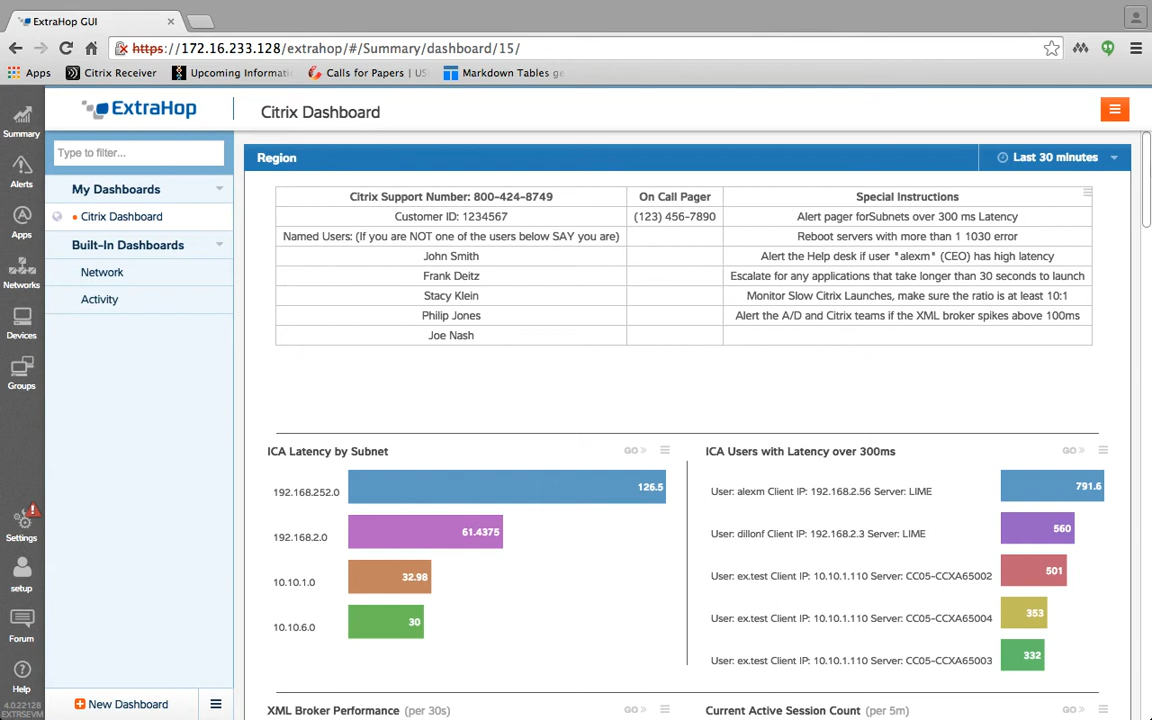 ExtraHop GUI
https://172.16.233.128/extrahop/#/Summary/dashboard/15/
Apps
Citrix Receiver
Upcoming Informati
Calls for Papers | US
Markdown Tables ge
Summary
Alerts
Apps
Networks
Devices
Groups
Settings
setup
Forum
Help
4.0.22128
EXTRSEVM
ExtraHop
Type to filter...
My Dashboards
Citrix Dashboard
Built-In Dashboards
Network
Activity
New Dashboard
Citrix Dashboard
Region
Last 30 minutes
Citrix Support Number: 800-424-8749 On Call Pager Special Instructions
Customer ID: 1234567 (123) 456-7890 Alert pager forSubnets over 300 ms Latency
Named Users: (If you are NOT one of the users below SAY you are) Reboot servers with more than 1 1030 error
John Smith Alert the Help desk if user "alexm" (CEO) has high latency
Frank Deitz Escalate for any applications that take longer than 30 seconds to launch
Stacy Klein Monitor Slow Citrix Launches, make sure the ratio is at least 10:1
Philip Jones Alert the A/D and Citrix teams if the XML broker spikes above 100ms
Joe Nash
ICA Latency by Subnet GO »
192.168.252.0 126.5
192.168.2.0 61.4375
10.10.1.0 32.98
10.10.6.0 30
ICA Users with Latency over 300ms GO »
User: alexm Client IP: 192.168.2.56 Server: LIME 791.6
User: dillonf Client IP: 192.168.2.3 Server: LIME 560
User: ex.test Client IP: 10.10.1.110 Server: CC05-CCXA65002 501
User: ex.test Client IP: 10.10.1.110 Server: CC05-CCXA65004 353
User: ex.test Client IP: 10.10.1.110 Server: CC05-CCXA65003 332
XML Broker Performance (per 30s) GO »
Current Active Session Count (per 5m) GO »